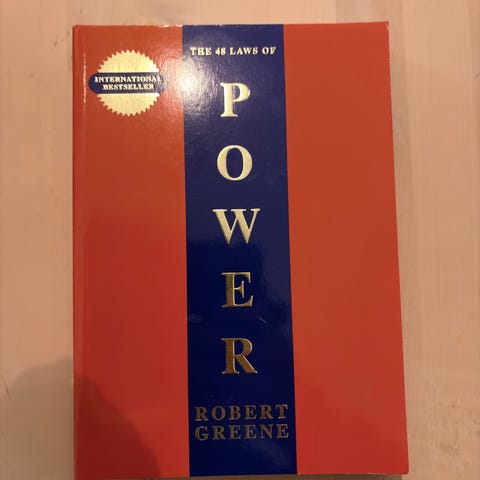 THE 48 LAWS OF
INTERNATIONAL
BESTSELLER
P
O
W
E
R
ROBERT
GREENE